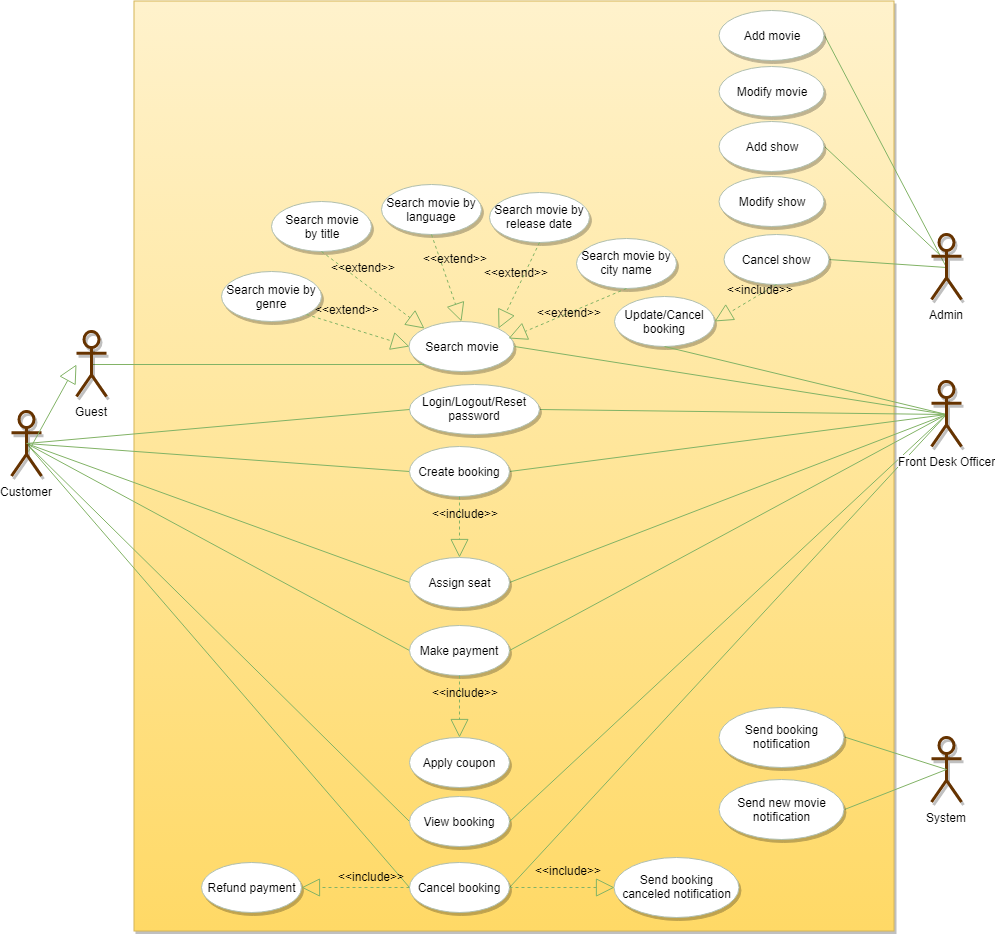 Add movie
Modify movie
Add show
Modify show
Cancel show
<<include>>
Update/Cancel
booking
Search movie by
language
Search movie by
release date
Search movie
by title
Search movie by
city name
Search movie by
genre
<<extend>>
<<extend>>
<<extend>>
<<extend>>
<<extend>>
Search movie
Admin
Guest
Login/Logout/Reset
password
Customer
Front Desk Officer
Create booking
<<include>>
Assign seat
Make payment
<<include>>
Apply coupon
View booking
Send booking
notification
Send new movie
notification
System
Refund payment
<<include>>
Cancel booking
<<include>>
Send booking
canceled notification